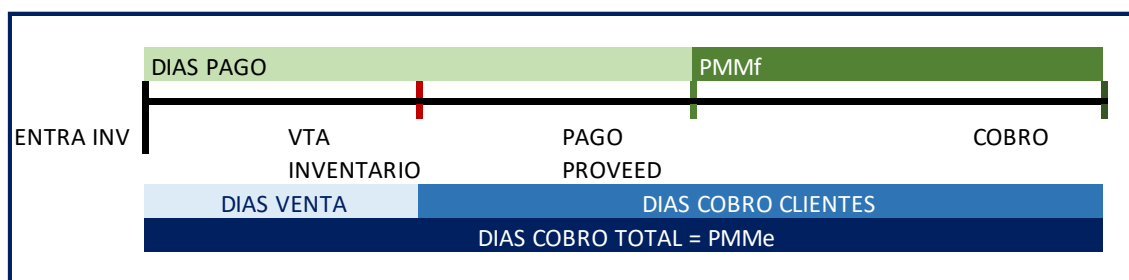 DIAS PAGO PMMf
ENTRA INV VTA PAGO COBRO
INVENTARIO PROVEED
DIAS VENTA DIAS COBRO CLIENTES
DIAS COBRO TOTAL = PMMe